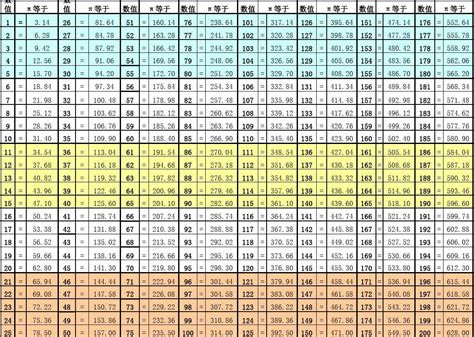 数值 π等于 数值 π等于 数值 π等于 数值 π等于 数值 π等于 数值 π等于 数值 π等于 数值 π等于
1 = 3.14 26 = 81.64 51 = 160.14 76 = 238.64 101 = 317.14 126 = 395.64 151 = 474.14 176 = 552.64
2 = 6.28 27 = 84.78 52 = 163.28 77 = 241.78 102 = 320.28 127 = 398.78 152 = 477.28 177 = 555.78
3 = 9.42 28 = 87.92 53 = 166.42 78 = 244.92 103 = 323.42 128 = 401.92 153 = 480.42 178 = 558.92
4 = 12.56 29 = 91.06 54 = 169.56 79 = 248.06 104 = 326.56 129 = 405.06 154 = 483.56 179 = 562.06
5 = 15.70 30 = 94.20 55 = 172.70 80 = 251.20 105 = 329.70 130 = 408.20 155 = 486.70 180 = 565.20
6 = 18.84 31 = 97.34 56 = 175.84 81 = 254.34 106 = 332.84 131 = 411.34 156 = 489.84 181 = 568.34
7 = 21.98 32 = 100.48 57 = 178.98 82 = 257.48 107 = 335.98 132 = 414.48 157 = 492.98 182 = 571.48
8 = 25.12 33 = 103.62 58 = 182.12 83 = 260.62 108 = 339.12 133 = 417.62 158 = 496.12 183 = 574.62
9 = 28.26 34 = 106.76 59 = 185.26 84 = 263.76 109 = 342.26 134 = 420.76 159 = 499.26 184 = 577.76
10 = 31.40 35 = 109.90 60 = 188.40 85 = 266.90 110 = 345.40 135 = 423.90 160 = 502.40 185 = 580.90
11 = 34.54 36 = 113.04 61 = 191.54 86 = 270.04 111 = 348.54 136 = 427.04 161 = 505.54 186 = 584.04
12 = 37.68 37 = 116.18 62 = 194.68 87 = 273.18 112 = 351.68 137 = 430.18 162 = 508.68 187 = 587.18
13 = 40.82 38 = 119.32 63 = 197.82 88 = 276.32 113 = 354.82 138 = 433.32 163 = 511.82 188 = 590.32
14 = 43.96 39 = 122.46 64 = 200.96 89 = 279.46 114 = 357.96 139 = 436.46 164 = 514.96 189 = 593.46
15 = 47.10 40 = 125.60 65 = 204.10 90 = 282.60 115 = 361.10 140 = 439.60 165 = 518.10 190 = 596.60
16 = 50.24 41 = 128.74 66 = 207.24 91 = 285.74 116 = 364.24 141 = 442.74 166 = 521.24 191 = 599.74
17 = 53.38 42 = 131.88 67 = 210.38 92 = 288.88 117 = 367.38 142 = 445.88 167 = 524.38 192 = 602.88
18 = 56.52 43 = 135.02 68 = 213.52 93 = 292.02 118 = 370.52 143 = 449.02 168 = 527.52 193 = 606.02
19 = 59.66 44 = 138.16 69 = 216.66 94 = 295.16 119 = 373.66 144 = 452.16 169 = 530.66 194 = 609.16
20 = 62.80 45 = 141.30 70 = 219.80 95 = 298.30 120 = 376.80 145 = 455.30 170 = 533.80 195 = 612.30
21 = 65.94 46 = 144.44 71 = 222.94 96 = 301.44 121 = 379.94 146 = 458.44 171 = 536.94 196 = 615.44
22 = 69.08 47 = 147.58 72 = 226.08 97 = 304.58 122 = 383.08 147 = 461.58 172 = 540.08 197 = 618.58
23 = 72.22 48 = 150.72 73 = 229.22 98 = 307.72 123 = 386.22 148 = 464.72 173 = 543.22 198 = 621.72
24 = 75.36 49 = 153.86 74 = 232.36 99 = 310.86 124 = 389.36 149 = 467.86 174 = 546.36 199 = 624.86
25 = 78.50 50 = 157.00 75 = 235.50 100 = 314.00 125 = 392.50 150 = 471.00 175 = 549.50 200 = 628.00